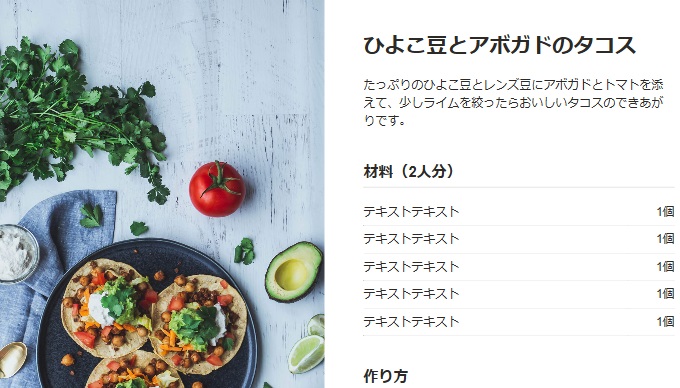 ひよこ豆とアボガドのタコス
たっぷりのひよこ豆とレンズ豆にアボガドとトマトを添
えて、少しライムを絞ったらおいしいタコスのできあが
りです。
材料（2人分）
テキストテキスト 1個
テキストテキスト 1個
テキストテキスト 1個
テキストテキスト 1個
テキストテキスト 1個
作り方